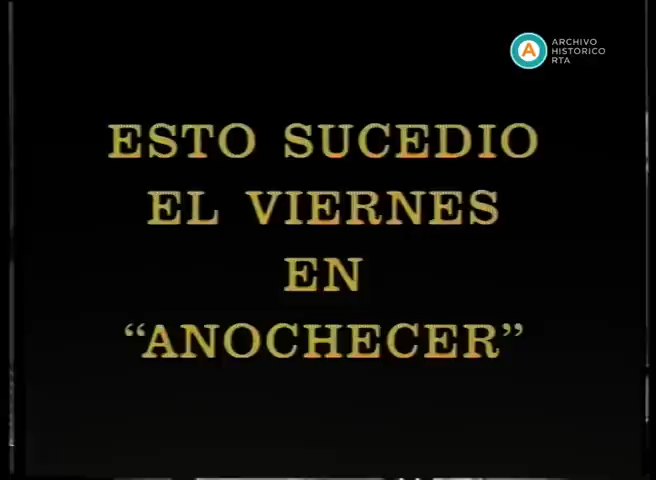 ARCHIVO
HISTORICO
RTA
A
ESTO SUCEDIO
EL VIERNES
EN
“ANOCHECER”